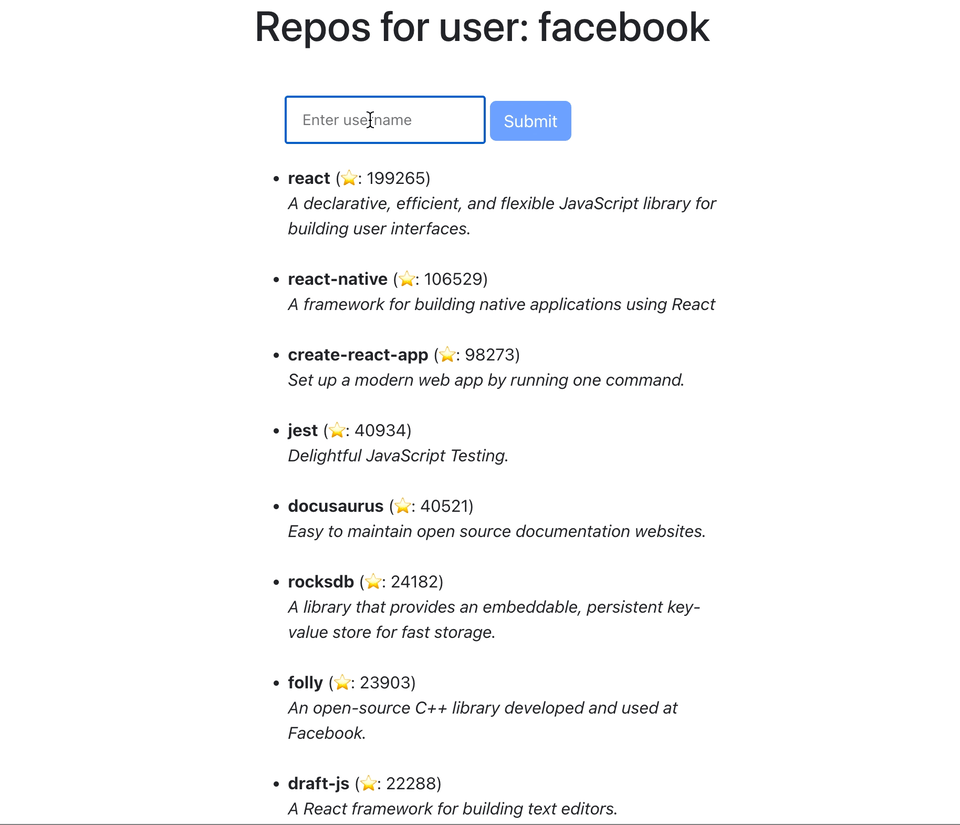 Repos for user: facebook
Enter username
Submit
• react (⭐: 199265)
A declarative, efficient, and flexible JavaScript library for
building user interfaces.
• react-native (⭐: 106529)
A framework for building native applications using React
• create-react-app (⭐: 98273)
Set up a modern web app by running one command.
• jest (⭐: 40934)
Delightful JavaScript Testing.
• docusaurus (⭐: 40521)
Easy to maintain open source documentation websites.
• rocksdb (⭐: 24182)
A library that provides an embeddable, persistent key-
value store for fast storage.
• folly (⭐: 23903)
An open-source C++ library developed and used at
Facebook.
• draft-js (⭐: 22288)
A React framework for building text editors.